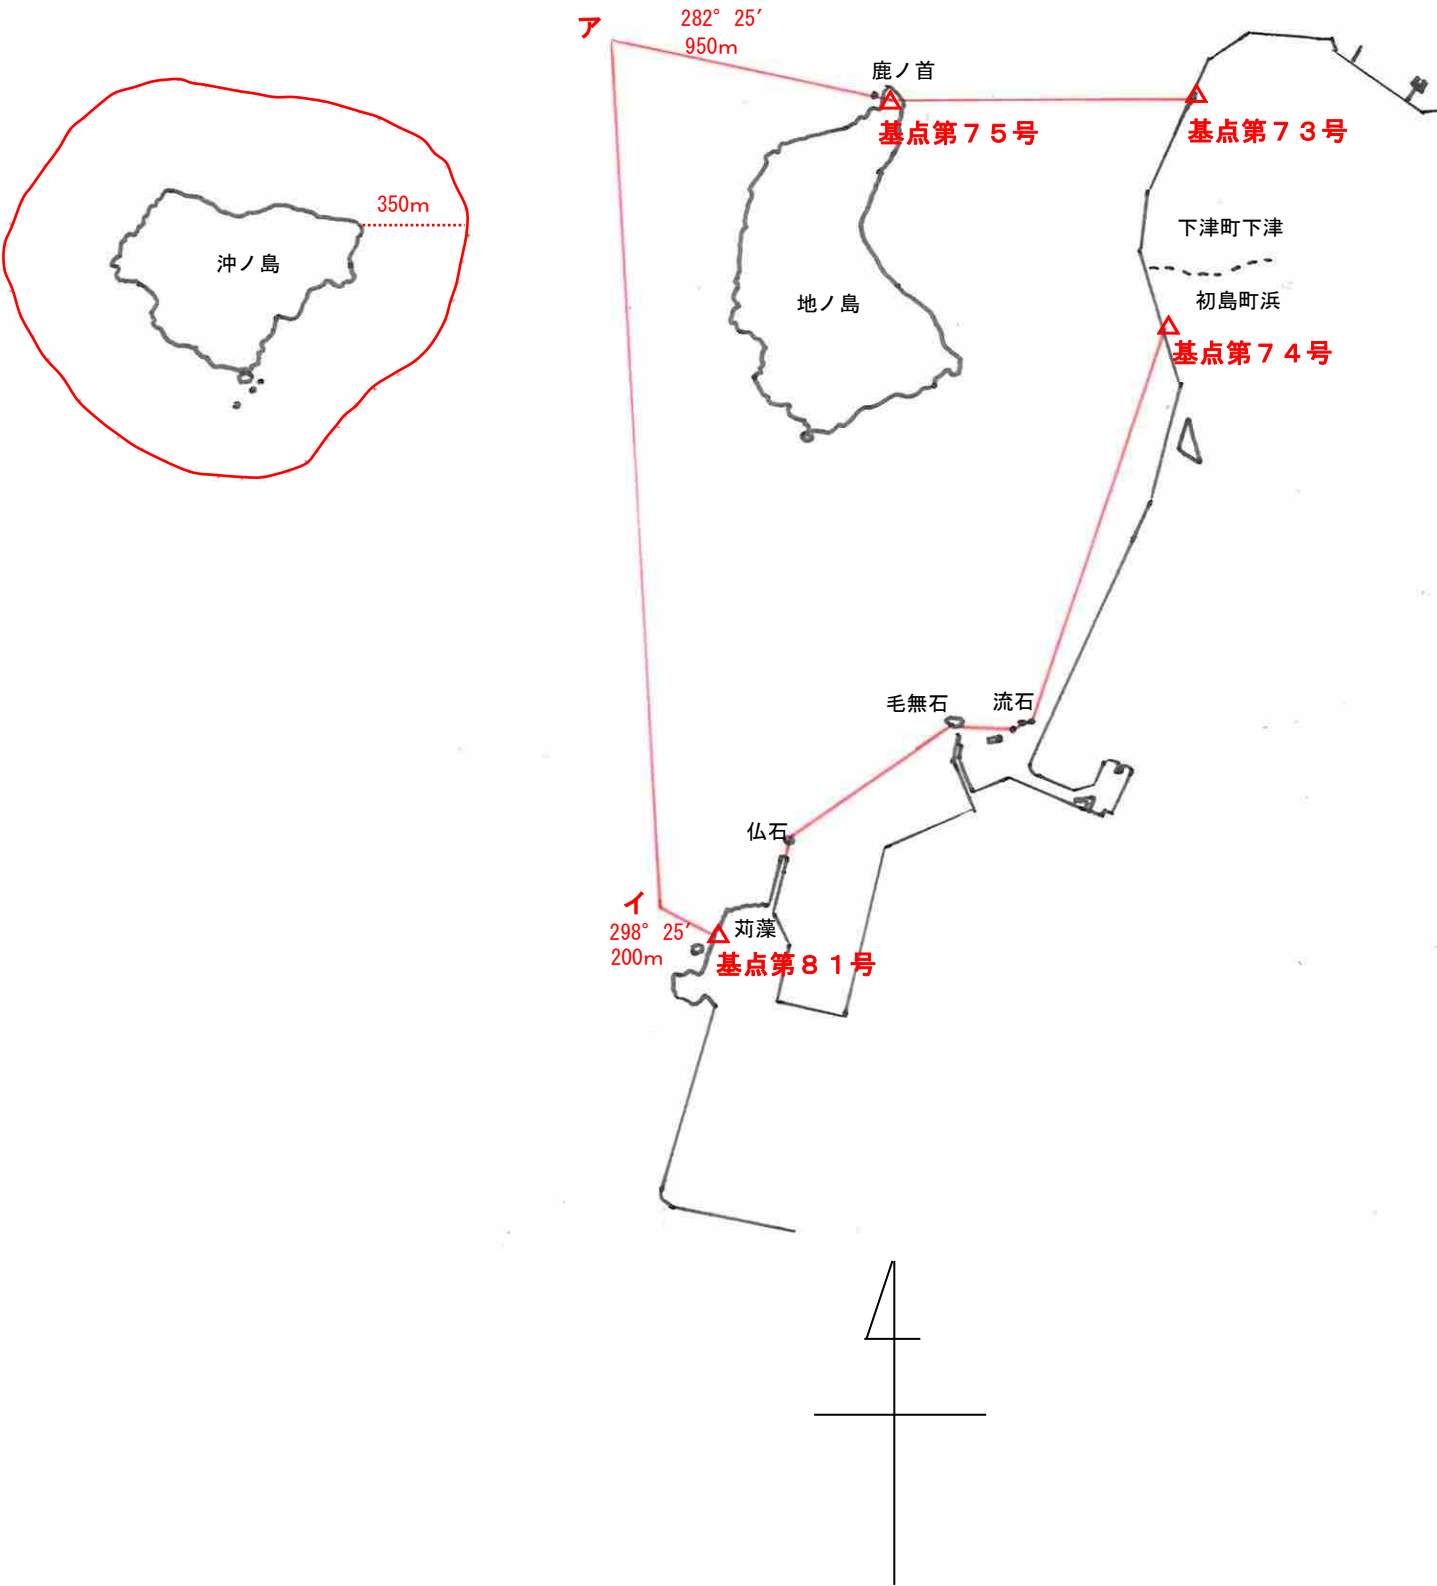 ア
282° 25′
950m
鹿ノ首
基点第７５号
基点第７３号
350m
下津町下津
沖ノ島
地ノ島
初島町浜
基点第７４号
毛無石
流石
仏石
イ
298° 25′
200m
苅藻
基点第８１号